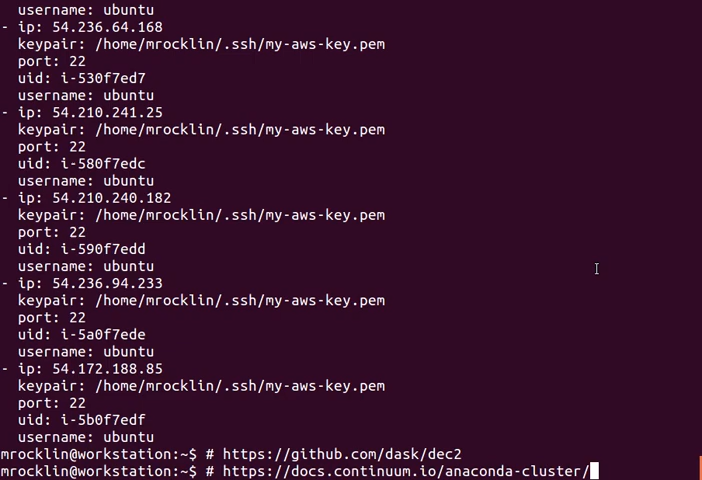 username: ubuntu
- ip: 54.236.64.168
keypair: /home/mrocklin/.ssh/my-aws-key.pem
port: 22
uid: i-530f7ed7
username: ubuntu
- ip: 54.210.241.25
keypair: /home/mrocklin/.ssh/my-aws-key.pem
port: 22
uid: i-580f7edc
username: ubuntu
- ip: 54.210.240.182
keypair: /home/mrocklin/.ssh/my-aws-key.pem
port: 22
uid: i-590f7edd
username: ubuntu
- ip: 54.236.94.233
keypair: /home/mrocklin/.ssh/my-aws-key.pem
port: 22
uid: i-5a0f7ede
username: ubuntu
- ip: 54.172.188.85
keypair: /home/mrocklin/.ssh/my-aws-key.pem
port: 22
uid: i-5b0f7edf
username: ubuntu
mrocklin@workstation:~$ # https://github.com/dask/dec2
mrocklin@workstation:~$ # https://docs.continuum.io/anaconda-cluster/